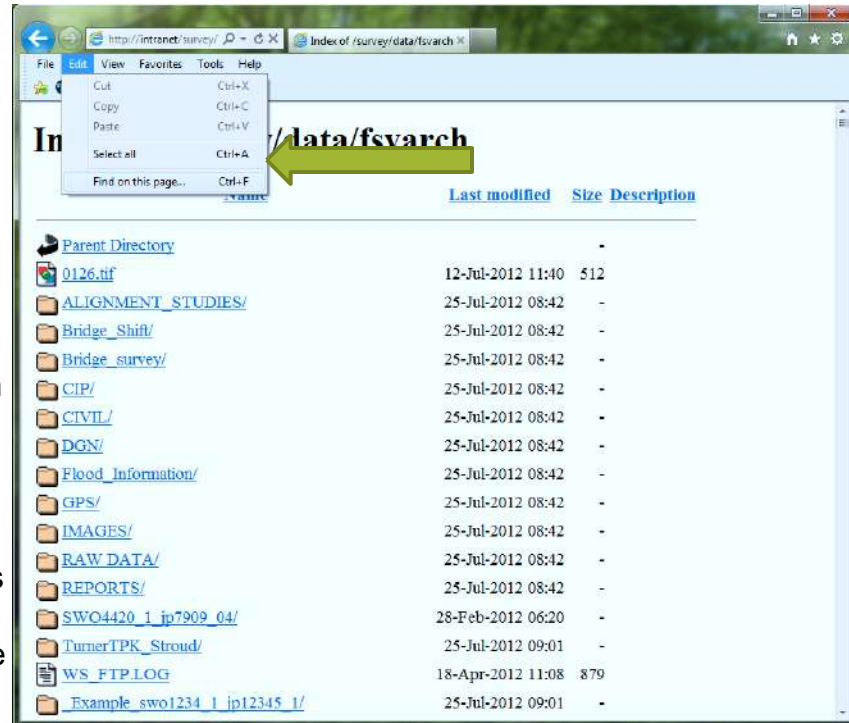 http://intranet/survey/
Index of /survey/data/fsvarch
File Edit View Favorites Tools Help
Cut Ctrl+X
Copy Ctrl+C
Paste Ctrl+V
Select all Ctrl+A
Find on this page... Ctrl+F
/data/fsvarch
Name Last modified Size Description
Parent Directory -
0126.tif 12-Jul-2012 11:40 512
ALIGNMENT_STUDIES/ 25-Jul-2012 08:42 -
Bridge_Shift/ 25-Jul-2012 08:42 -
Bridge_survey/ 25-Jul-2012 08:42 -
CIP/ 25-Jul-2012 08:42 -
CIVIL/ 25-Jul-2012 08:42 -
DGN/ 25-Jul-2012 08:42 -
Flood_Information/ 25-Jul-2012 08:42 -
GPS/ 25-Jul-2012 08:42 -
IMAGES/ 25-Jul-2012 08:42 -
RAW DATA/ 25-Jul-2012 08:42 -
REPORTS/ 25-Jul-2012 08:42 -
SWO4420_1_jp7909_04/ 28-Feb-2012 06:20 -
TurnerTPK_Stroud/ 25-Jul-2012 09:01 -
WS_FTP.LOG 18-Apr-2012 11:08 879
_Example_swo1234_1_jp12345_1/ 25-Jul-2012 09:01 -